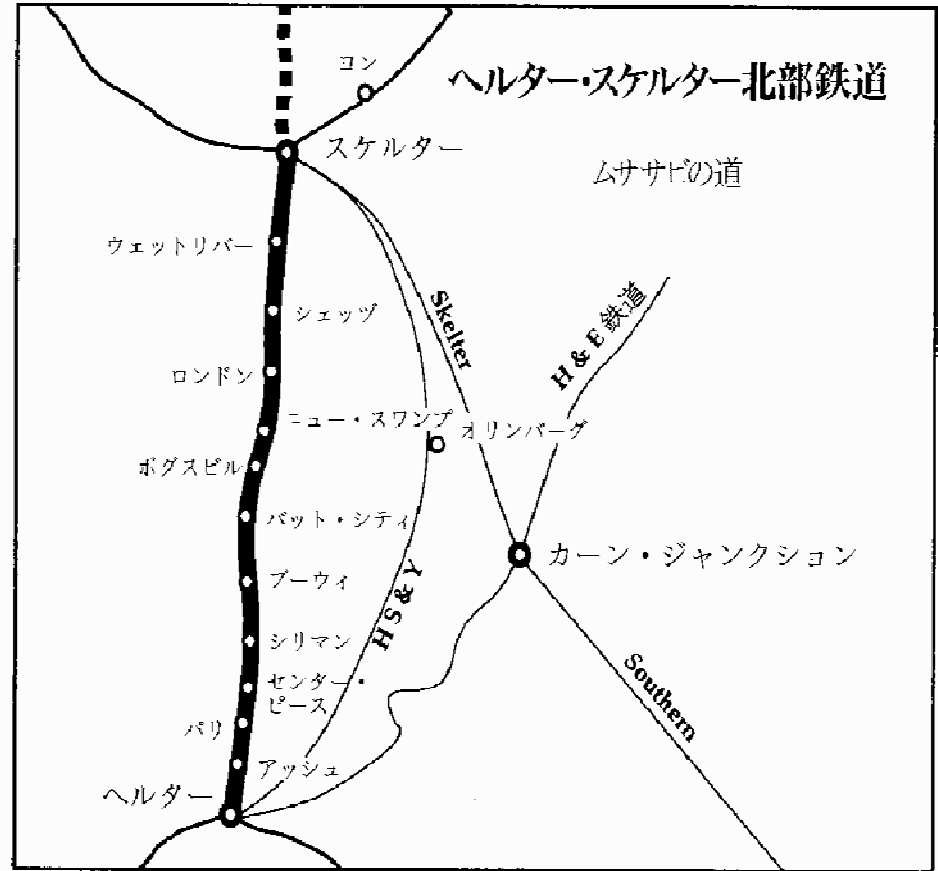 ヘルター・スケルター北部鉄道
ムササビの道
ヨン
スケルター
ウェットリバー
シェッヅ
ロンドン
ニュー・スワンプ
オリンバーグ
ボグスビル
バット・シティ
ブーウィ
シリマン
センター・
ピース
パリ
アッシュ
ヘルター
カーン・ジャンクション
Skelter
H & E 鉄道
HS&Y
Southern